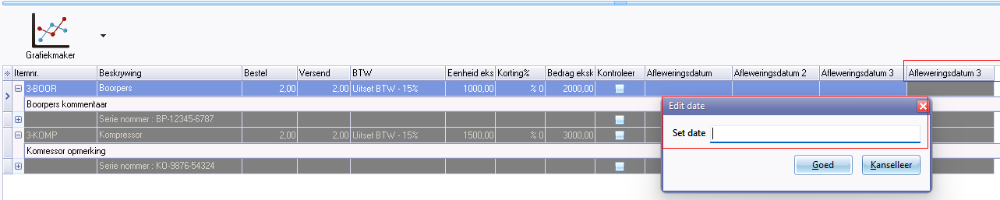 Grafiekmaker
Itemnr. Beskrywing Bestel Versend BTW Eenheid eks Korting% Bedrag eksk Kontroleer Afleweringsdatum Afleweringsdatum 2 Afleweringsdatum 3 Afleweringsdatum 3
3-BOOR Boorpers 2,00 2,00 Uitset BTW - 15% 1000,00 % 0 2000,00
Boorpers kommentaar
Serie nommer : BP-12345-6787
3-KOMP Kompressor 2,00 2,00 Uitset BTW - 15% 1500,00 % 0 3000,00
Komressor opmerking
Serie nommer : KO-9876-54324
Edit date
Set date
Goed Kanselleer